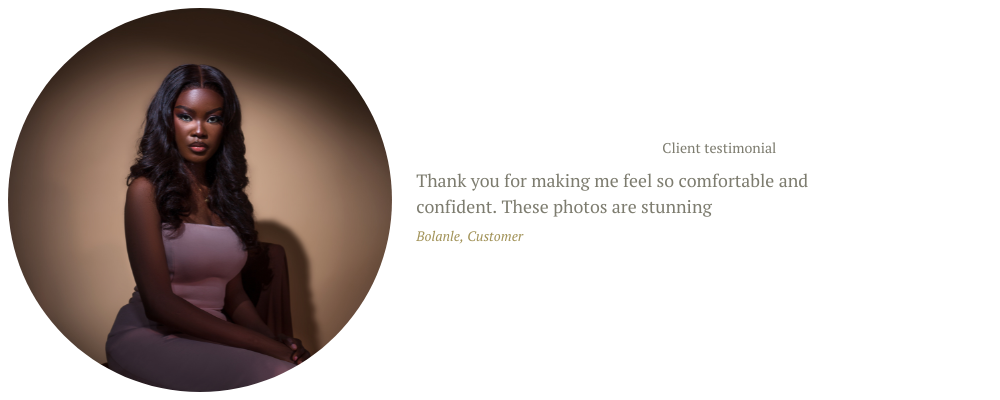 Client testimonial
Thank you for making me feel so comfortable and
confident. These photos are stunning
Bolanle, Customer